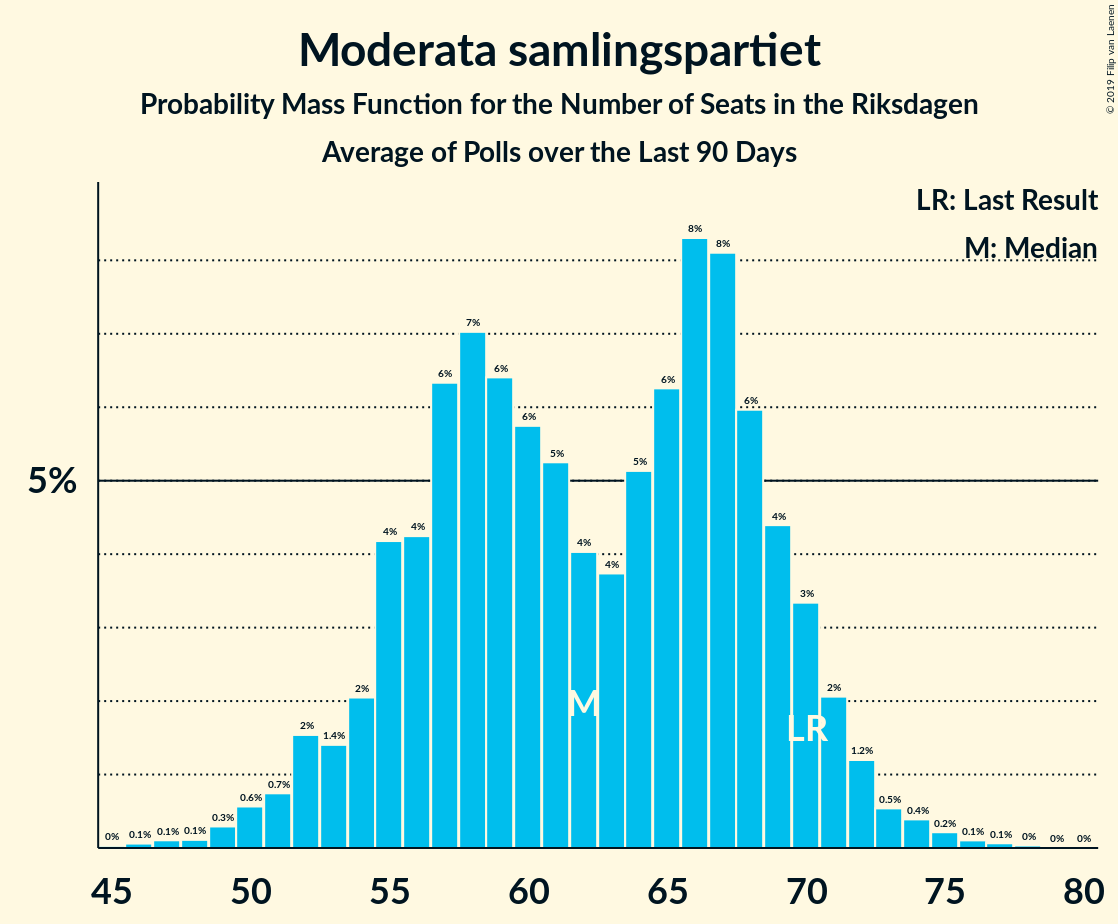 © 2019 Filip van Laenen
Moderata samlingspartiet
Probability Mass Function for the Number of Seats in the Riksdagen
Average of Polls over the Last 90 Days
LR: Last Result
M: Median
5%
0% 0.1% 0.1% 0.1% 0.3% 0.6% 0.7% 2% 1.4% 2% 4% 4% 6% 7% 6% 6% 5% 4% 4% 5% 6% 8% 8% 6% 4% 3% 2% 1.2% 0.5% 0.4% 0.2% 0.1% 0.1% 0% 0% 0%
M
LR
45 50 55 60 65 70 75 80